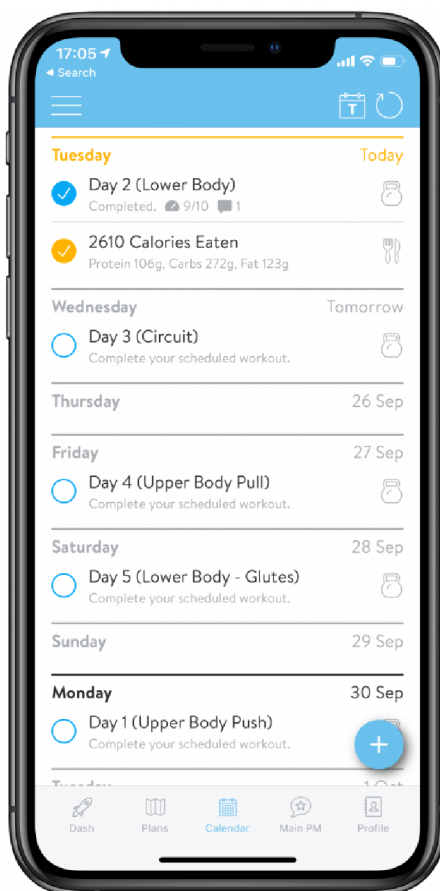 17:05
◀ Search
T
Tuesday Today
Day 2 (Lower Body)
Completed. 9/10 1
2610 Calories Eaten
Protein 106g, Carbs 272g, Fat 123g
Wednesday Tomorrow
Day 3 (Circuit)
Complete your scheduled workout.
Thursday 26 Sep
Friday 27 Sep
Day 4 (Upper Body Pull)
Complete your scheduled workout.
Saturday 28 Sep
Day 5 (Lower Body - Glutes)
Complete your scheduled workout.
Sunday 29 Sep
Monday 30 Sep
Day 1 (Upper Body Push)
Complete your scheduled workout.
+
Tuesday 1 Oct
Dash Plans Calendar Main PM Profile